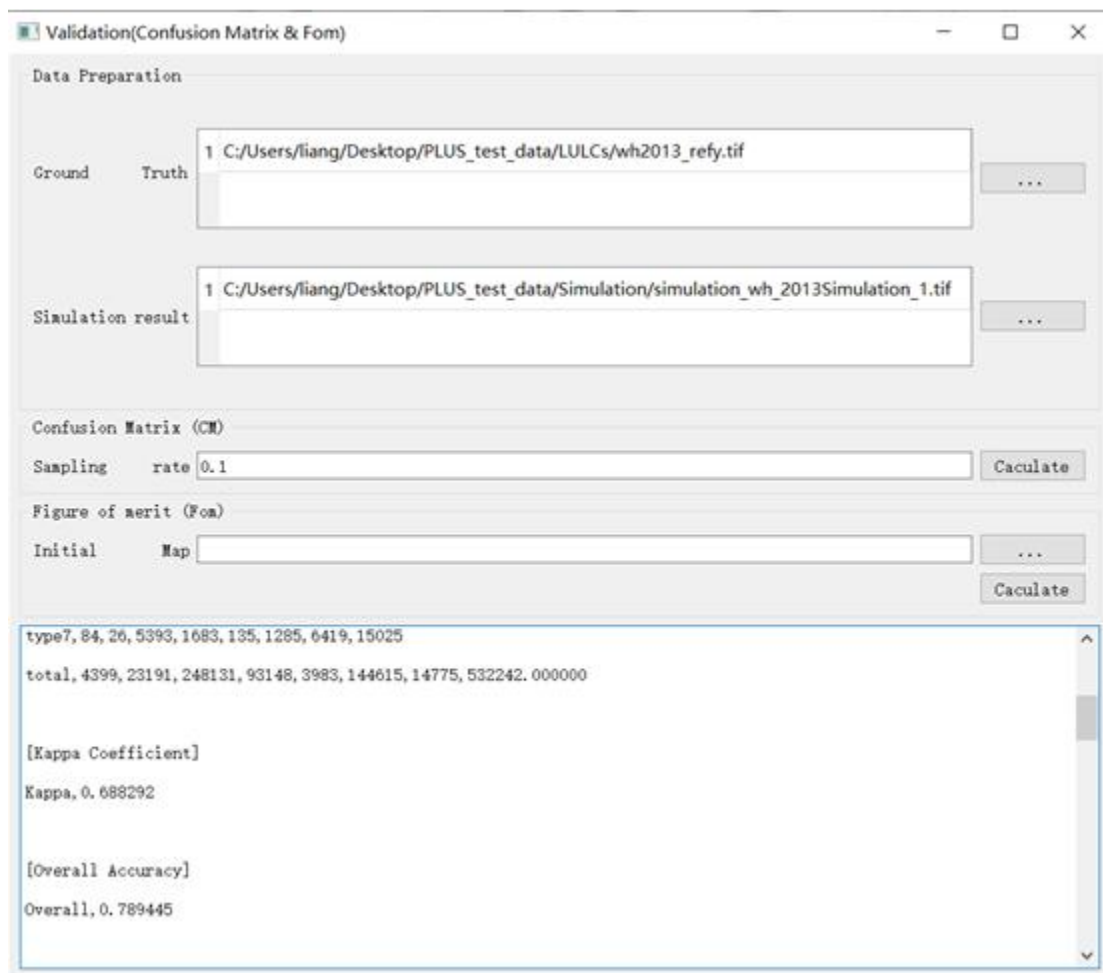 Validation(Confusion Matrix & Fom)
Data Preparation
1 C:/Users/liang/Desktop/PLUS_test_data/LULCs/wh2013_refy.tif
Ground Truth
...
1 C:/Users/liang/Desktop/PLUS_test_data/Simulation/simulation_wh_2013Simulation_1.tif
Simulation result
...
Confusion Matrix (CM)
Sampling rate 0.1 Caculate
Figure of merit (Fom)
Initial Map ...
Caculate
type7, 84, 26, 5393, 1683, 135, 1285, 6419, 15025
total, 4399, 23191, 248131, 93148, 3983, 144615, 14775, 532242.000000
[Kappa Coefficient]
Kappa, 0.688292
[Overall Accuracy]
Overall, 0.789445